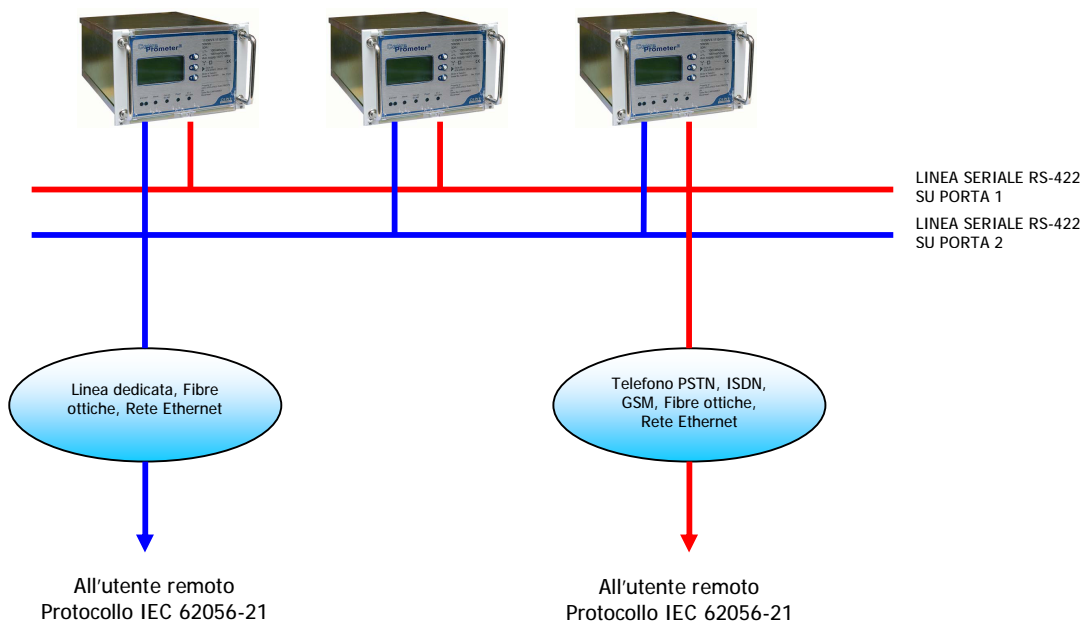 Prometer®
Prometer®
Prometer®
LINEA SERIALE RS-422
SU PORTA 1
LINEA SERIALE RS-422
SU PORTA 2
Linea dedicata, Fibre
ottiche, Rete Ethernet
Telefono PSTN, ISDN,
GSM, Fibre ottiche,
Rete Ethernet
All'utente remoto
Protocollo IEC 62056-21
All'utente remoto
Protocollo IEC 62056-21